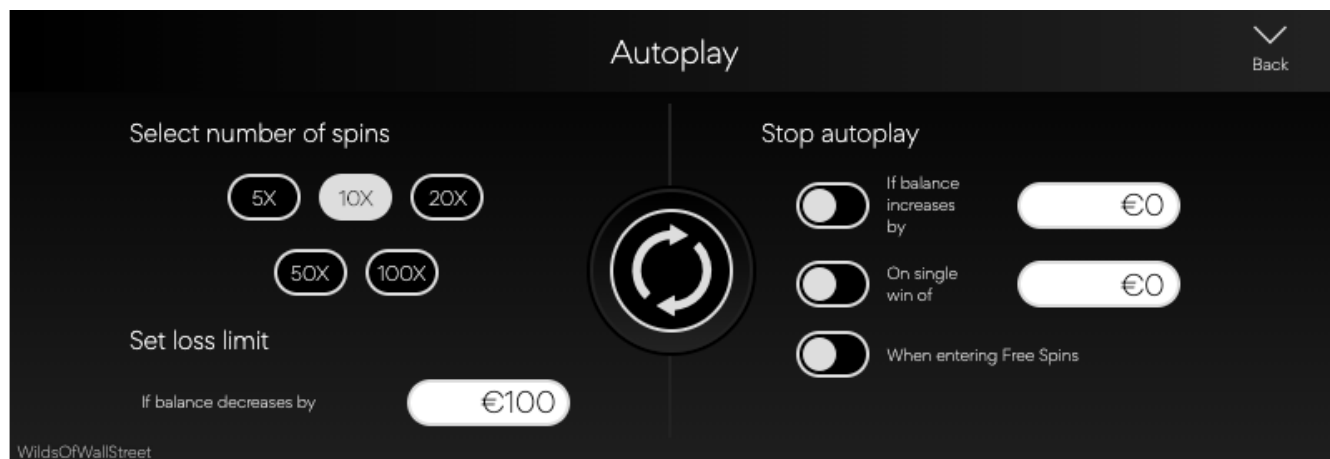 Autoplay
Back
Select number of spins
5X 10X 20X
50X 100X
Set loss limit
If balance decreases by €100
Stop autoplay
If balance
increases
by
€0
On single
win of
€0
When entering Free Spins
WildsOfWallStreet